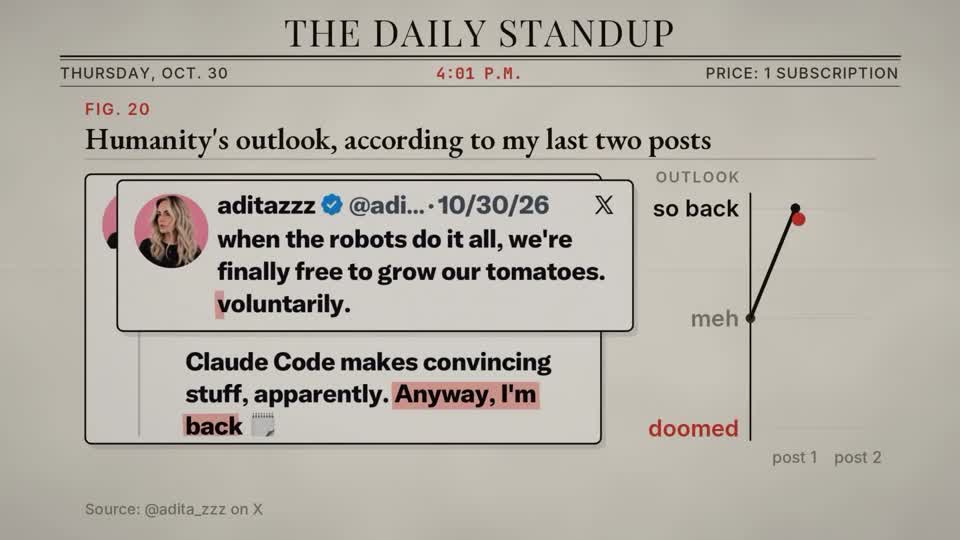 THE DAILY STANDUP
THURSDAY, OCT. 30
4:01 P.M.
PRICE: 1 SUBSCRIPTION
FIG. 20
Humanity's outlook, according to my last two posts
aditazzz @adi... · 10/30/26
when the robots do it all, we're
finally free to grow our tomatoes.
voluntarily.
Claude Code makes convincing
stuff, apparently. Anyway, I'm
back
OUTLOOK
so back
meh
doomed
post 1 post 2
Source: @adita_zzz on X